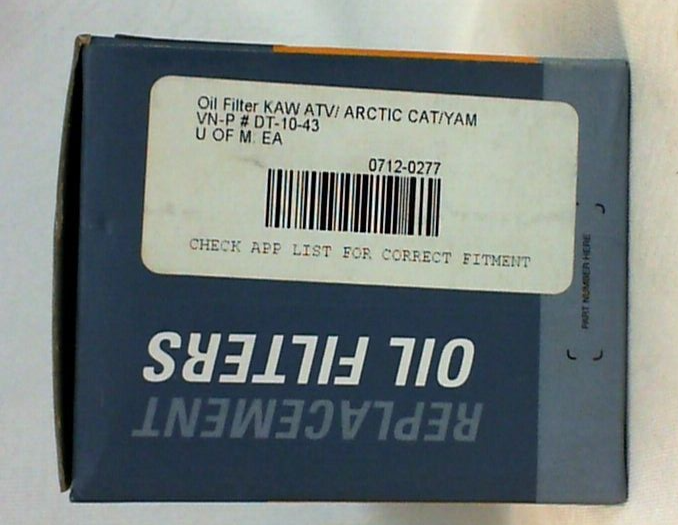 Oil Filter KAW ATV/ ARCTIC CAT/YAM
VN-P # DT-10-43
U OF M: EA
0712-0277
CHECK APP LIST FOR CORRECT FITMENT
PART NUMBER HERE
REPLACEMENT
OIL FILTERS